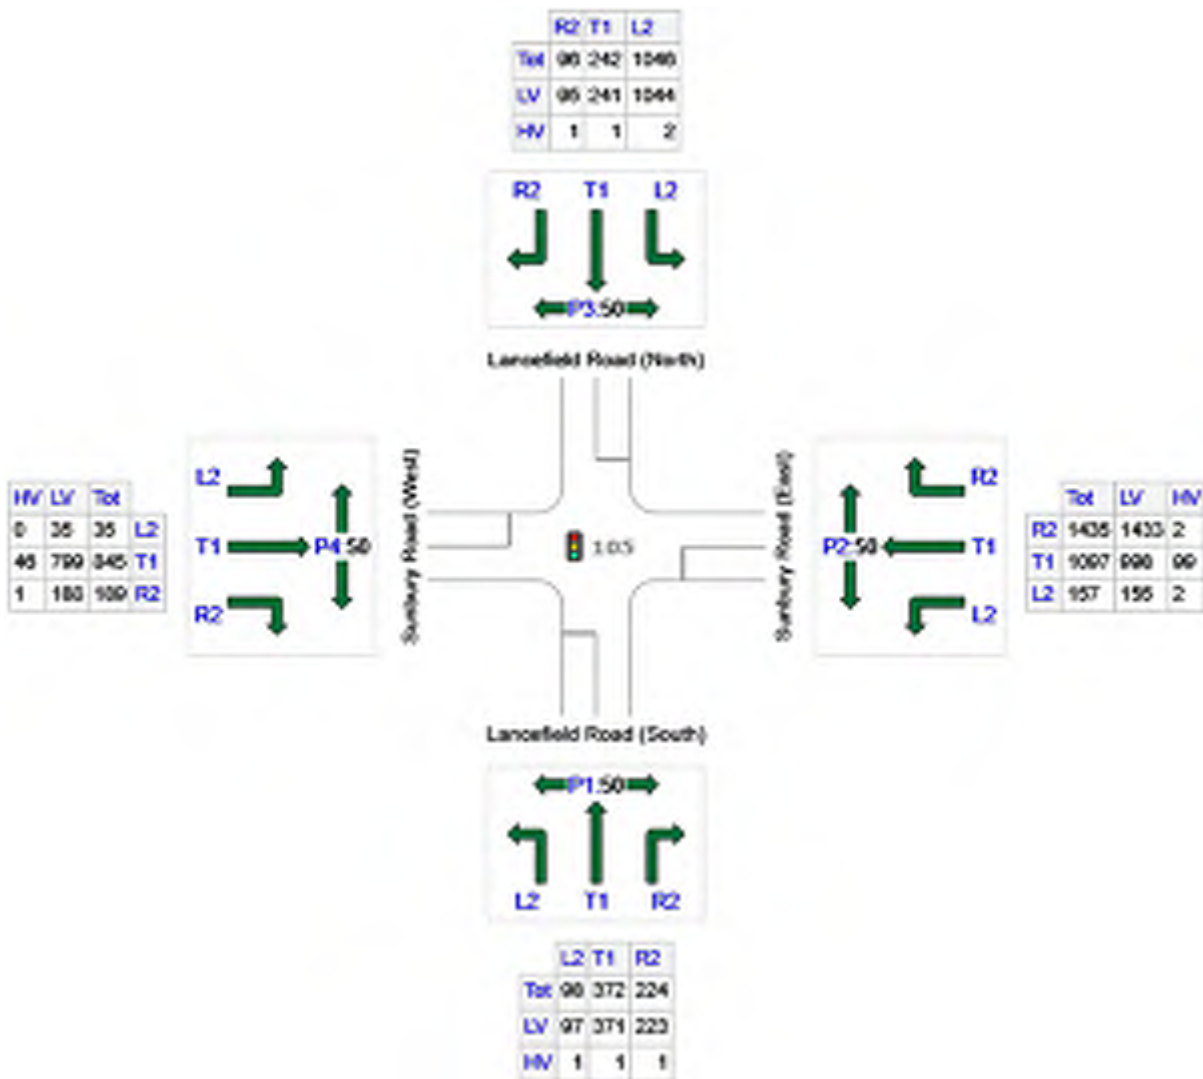 R2 T1 L2
Tot 96 242 1046
LV 95 241 1044
HV 1 1 2
R2 T1 L2
P3:50
Lancefield Road (North)
HV LV Tot
0 35 35 L2
46 799 845 T1
1 188 189 R2
L2
T1 P4:50
R2
Sunbury Road (West)
105
Sunbury Road (East)
R2
P2:50 T1
L2
Tot LV HV
R2 1435 1433 2
T1 1097 998 99
L2 157 155 2
Lancefield Road (South)
P1:50
L2 T1 R2
L2 T1 R2
Tot 98 372 224
LV 97 371 223
HV 1 1 1